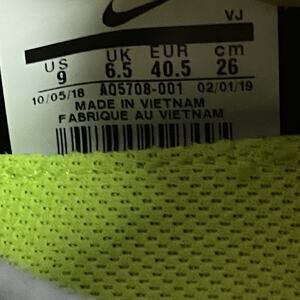 VJ
US UK EUR cm
9 6.5 40.5 26
10/05/18 AQ5708-001 02/01/19
MADE IN VIETNAM
FABRIQUE AU VIETNAM